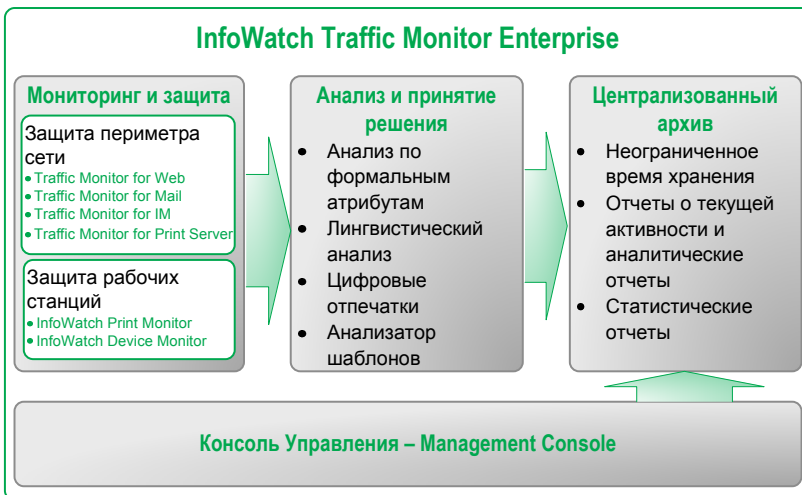 InfoWatch Traffic Monitor Enterprise
Мониторинг и защита
Защита периметра
сети
• Traffic Monitor for Web
• Traffic Monitor for Mail
• Traffic Monitor for IM
• Traffic Monitor for Print Server
Защита рабочих
станций
• InfoWatch Print Monitor
• InfoWatch Device Monitor
Анализ и принятие
решения
• Анализ по
формальным
атрибутам
• Лингвистический
анализ
• Цифровые
отпечатки
• Анализатор
шаблонов
Централизованный
архив
• Неограниченное
время хранения
• Отчеты о текущей
активности и
аналитические
отчеты
• Статистические
отчеты
Консоль Управления – Management Console